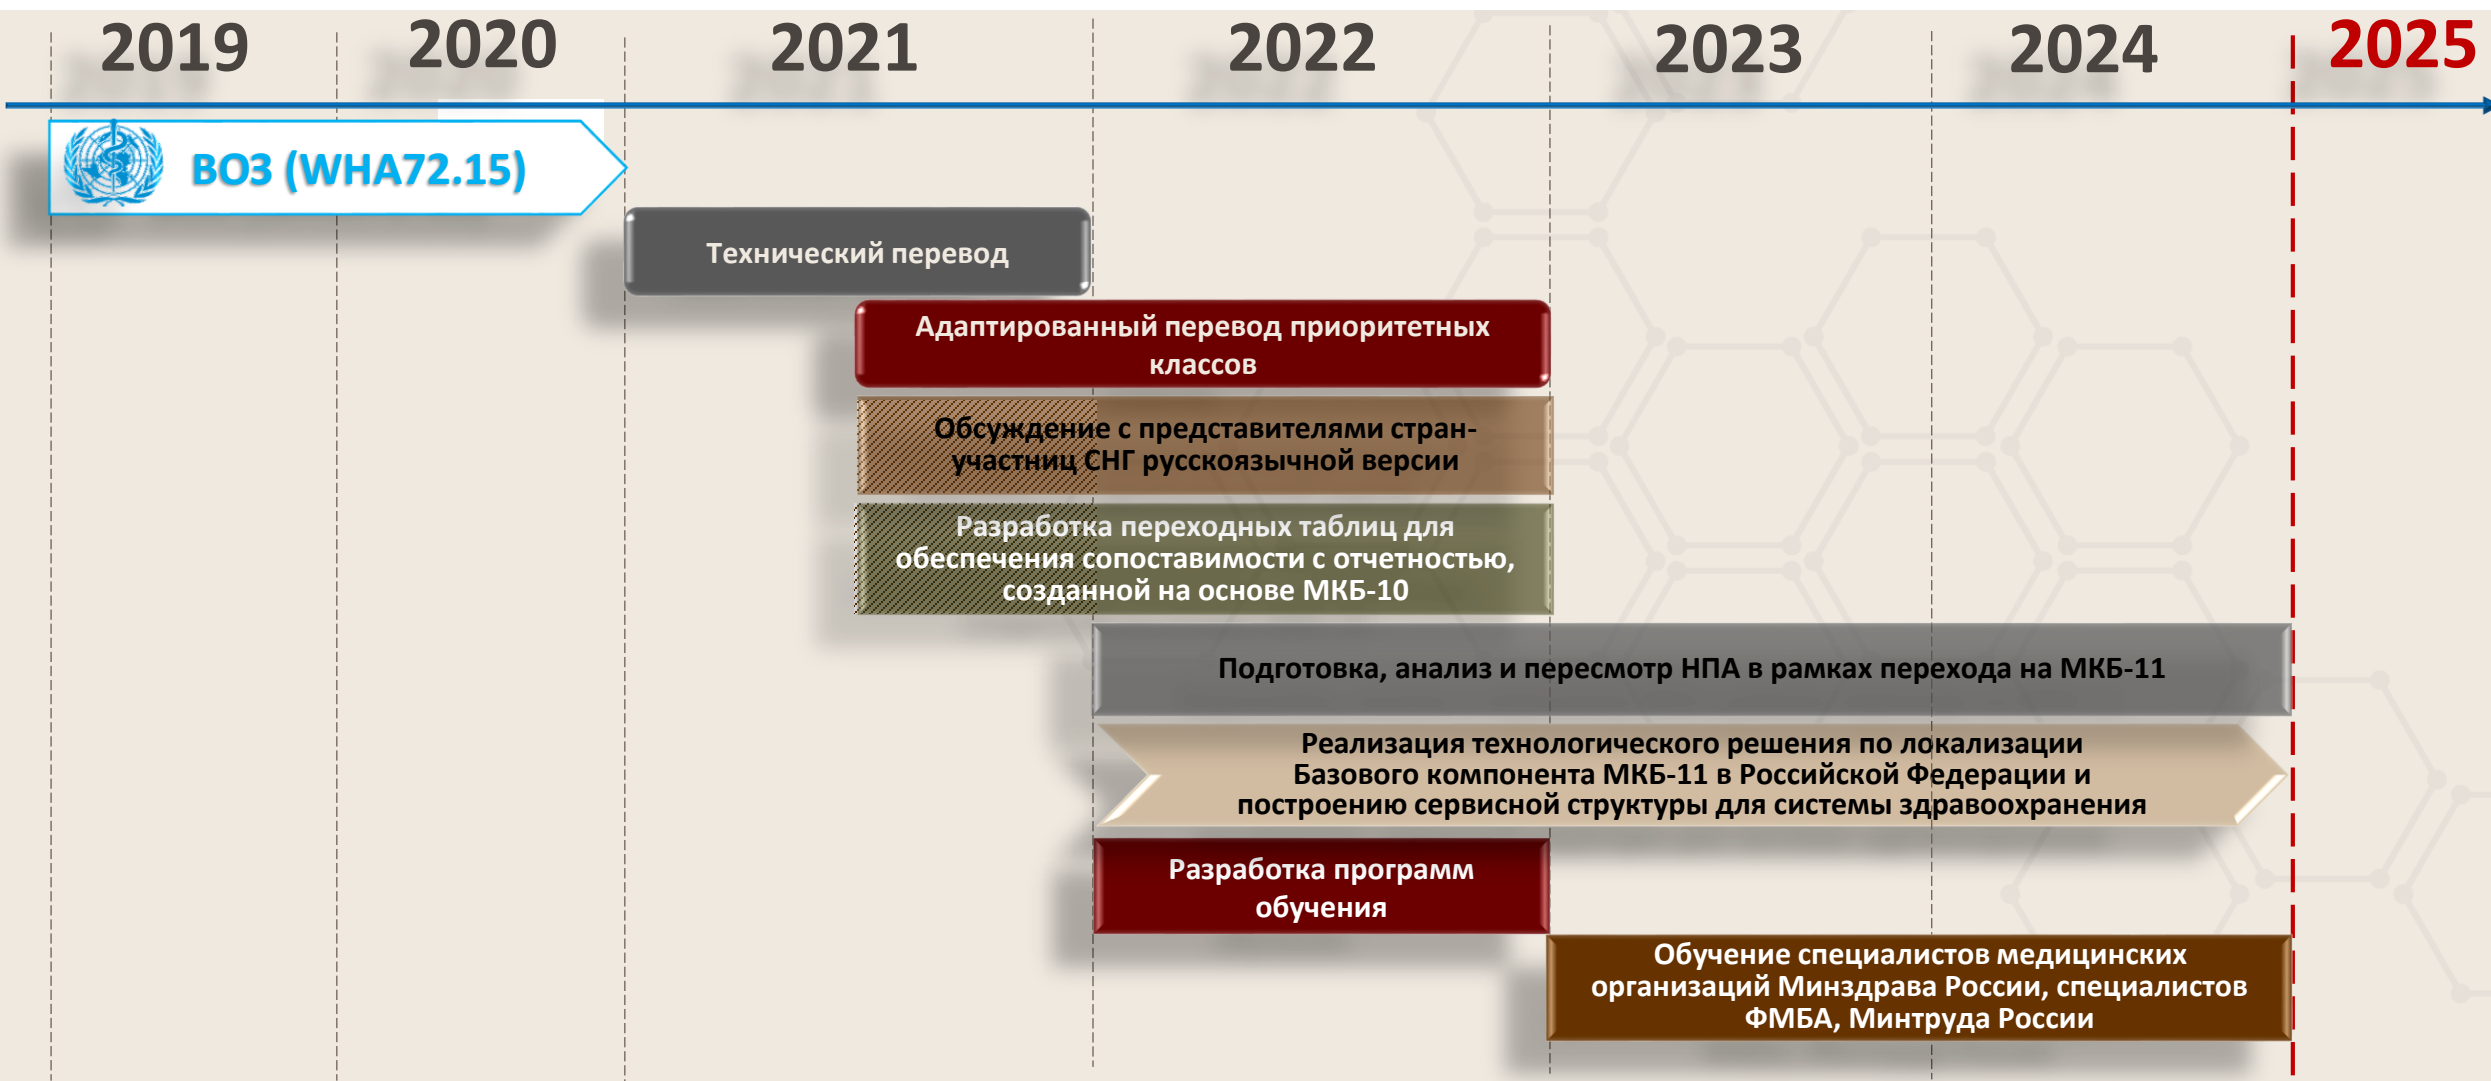 2019
2020
2021
2022
2023
2024
2025
ВОЗ (WHA72.15)
Технический перевод
Адаптированный перевод приоритетных
классов
Обсуждение с представителями стран-
участниц СНГ русскоязычной версии
Разработка переходных таблиц для
обеспечения сопоставимости с отчетностью,
созданной на основе МКБ-10
Подготовка, анализ и пересмотр НПА в рамках перехода на МКБ-11
Реализация технологического решения по локализации
Базового компонента МКБ-11 в Российской Федерации и
построению сервисной структуры для системы здравоохранения
Разработка программ
обучения
Обучение специалистов медицинских
организаций Минздрава России, специалистов
ФМБА, Минтруда России